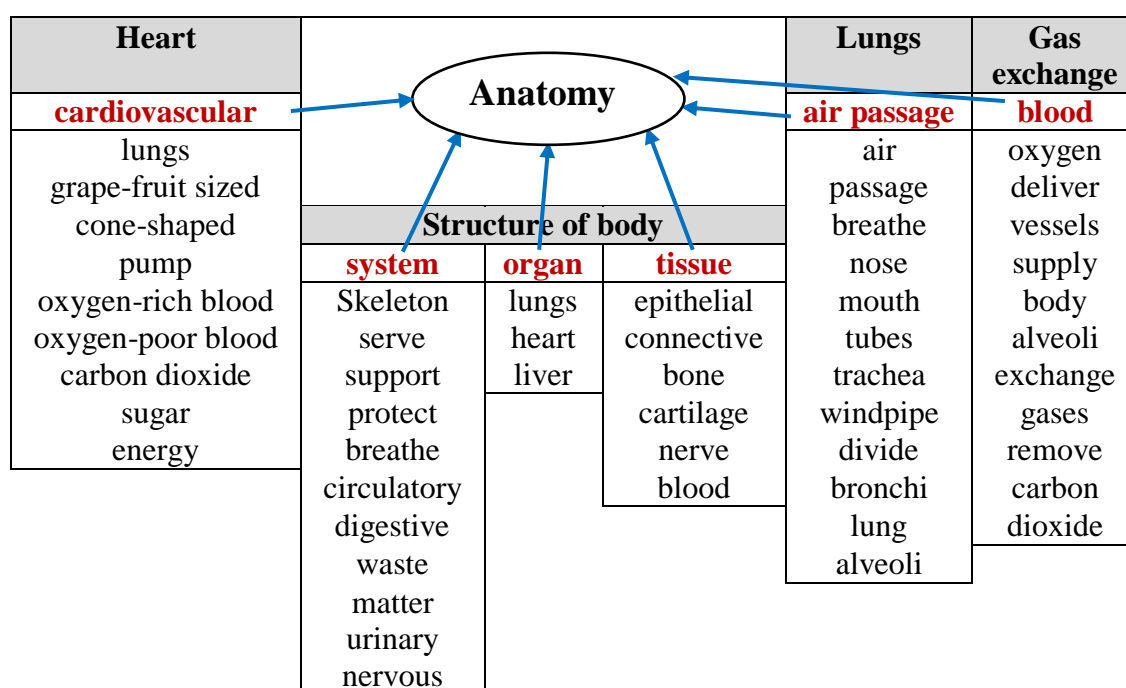 Heart
cardiovascular
lungs
grape-fruit sized
cone-shaped
pump
oxygen-rich blood
oxygen-poor blood
carbon dioxide
sugar
energy
Anatomy
Structure of body
system
Skeleton
serve
support
protect
breathe
circulatory
digestive
waste
matter
urinary
nervous
organ
lungs
heart
liver
tissue
epithelial
connective
bone
cartilage
nerve
blood
Lungs
air passage
air
passage
breathe
nose
mouth
tubes
trachea
windpipe
divide
bronchi
lung
alveoli
Gas
exchange
blood
oxygen
deliver
vessels
supply
body
alveoli
exchange
gases
remove
carbon
dioxide